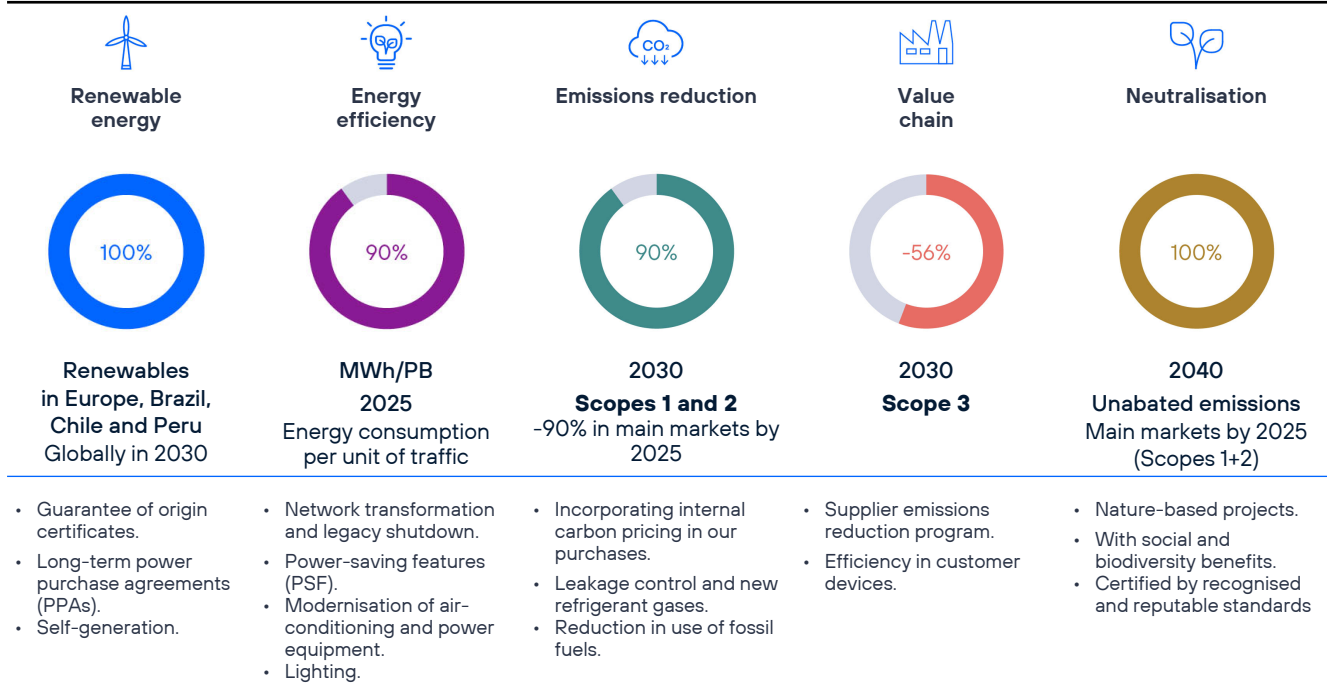 CO₂
Renewable
energy
Energy
efficiency
Emissions reduction
Value
chain
Neutralisation
100%
90%
90%
-56%
100%
Renewables
in Europe, Brazil,
Chile and Peru
Globally in 2030
MWh/PB
2025
Energy consumption
per unit of traffic
2030
Scopes 1 and 2
-90% in main markets by
2025
2030
Scope 3
2040
Unabated emissions
Main markets by 2025
(Scopes 1+2)
• Guarantee of origin
certificates.
• Long-term power
purchase agreements
(PPAs).
• Self-generation.
• Network transformation
and legacy shutdown.
• Power-saving features
(PSF).
• Modernisation of air-
conditioning and power
equipment.
• Lighting.
• Incorporating internal
carbon pricing in our
purchases.
• Leakage control and new
refrigerant gases.
• Reduction in use of fossil
fuels.
• Supplier emissions
reduction program.
• Efficiency in customer
devices.
• Nature-based projects.
• With social and
biodiversity benefits.
• Certified by recognised
and reputable standards